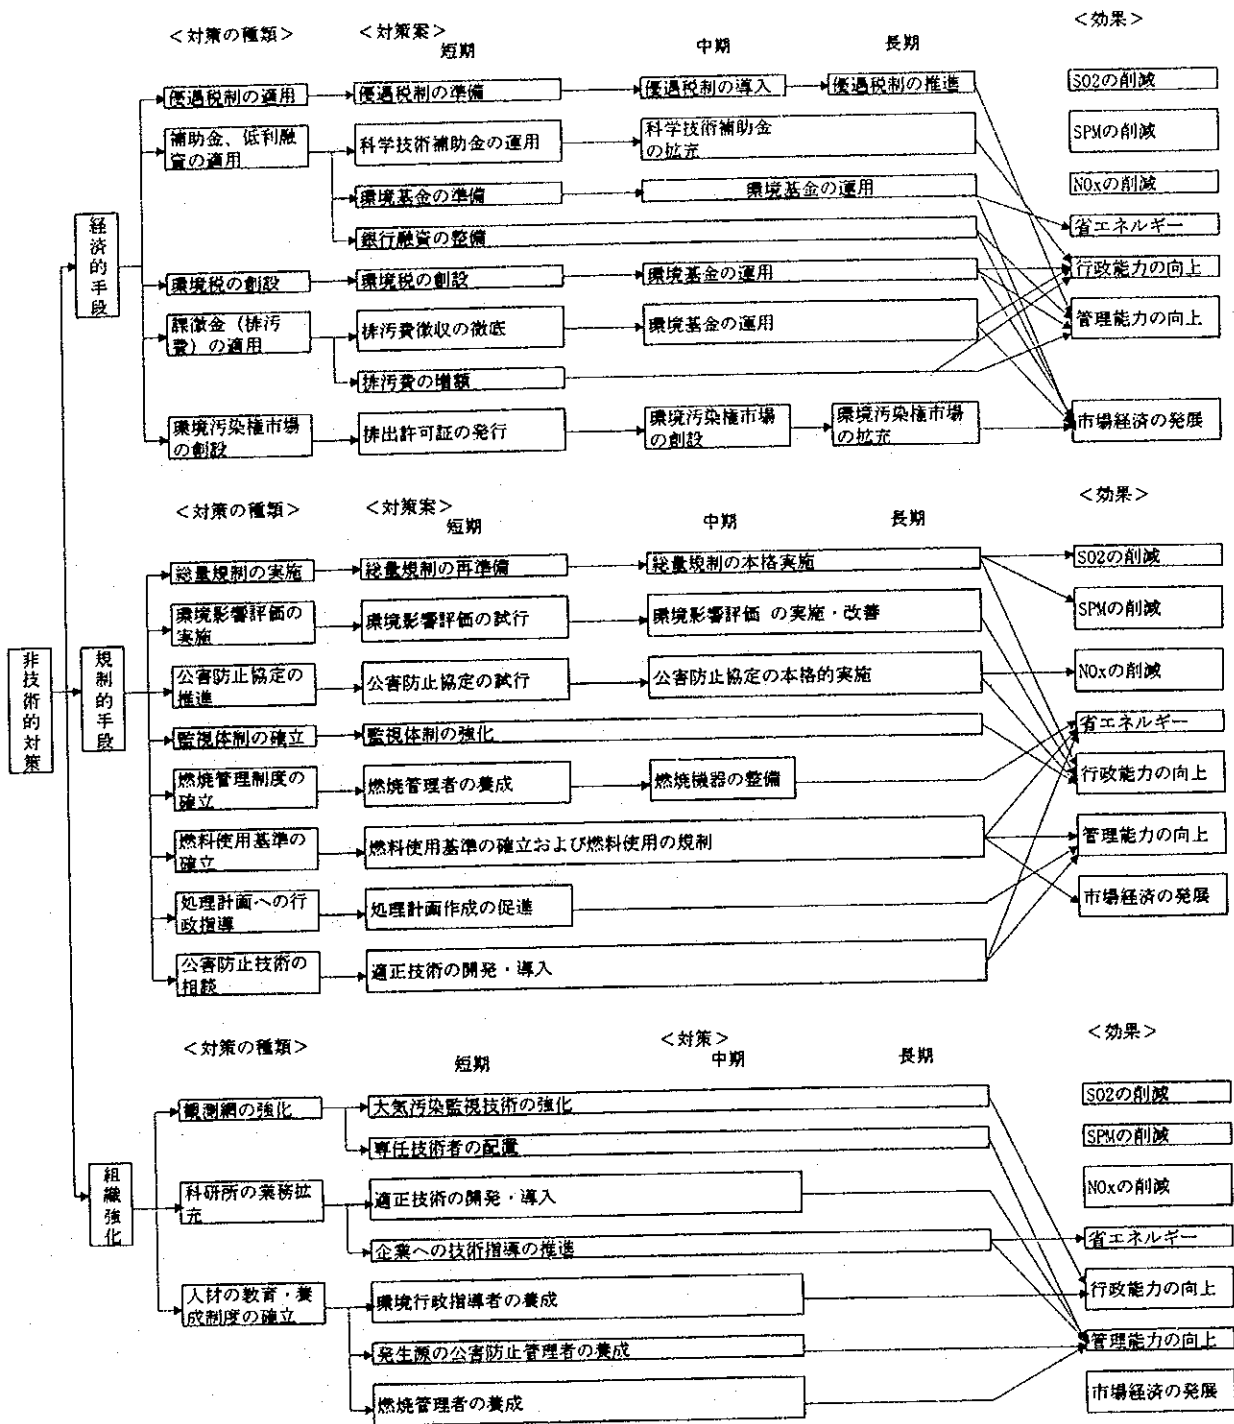 非技術的対策
経済的手段
<対策の種類>
<対策案>
<効果>
短期
中期
長期
優遇税制の適用
優遇税制の準備
優遇税制の導入
優遇税制の推進
SO2の削減
補助金、低利融
資の適用
科学技術補助金の運用
科学技術補助金
の拡充
SPMの削減
環境基金の準備
環境基金の運用
NOxの削減
銀行融資の整備
省エネルギー
環境税の創設
環境税の創設
環境基金の運用
行政能力の向上
課徴金（排汚
費）の適用
排汚費徴収の徹底
環境基金の運用
管理能力の向上
排汚費の増額
環境汚染権市場
の創設
排出許可証の発行
環境汚染権市場
の創設
環境汚染権市場
の拡充
市場経済の発展
規制的手段
<対策の種類>
<対策案>
<効果>
短期
中期
長期
総量規制の実施
総量規制の再準備
総量規制の本格実施
SO2の削減
環境影響評価の
実施
環境影響評価の試行
環境影響評価 の実施・改善
SPMの削減
公害防止協定の
推進
公害防止協定の試行
公害防止協定の本格的実施
NOxの削減
監視体制の確立
監視体制の強化
省エネルギー
燃焼管理制度の
確立
燃焼管理者の養成
燃焼機器の整備
行政能力の向上
燃料使用基準の
確立
燃料使用基準の確立および燃料使用の規制
管理能力の向上
処理計画への行
政指導
処理計画作成の促進
市場経済の発展
公害防止技術の
相談
適正技術の開発・導入
組織強化
<対策の種類>
<対策>
<効果>
短期
中期
長期
観測網の強化
大気汚染監視技術の強化
SO2の削減
専任技術者の配置
SPMの削減
科研所の業務拡
充
適正技術の開発・導入
NOxの削減
企業への技術指導の推進
省エネルギー
人材の教育・養
成制度の確立
環境行政指導者の養成
行政能力の向上
発生源の公害防止管理者の養成
管理能力の向上
燃焼管理者の養成
市場経済の発展